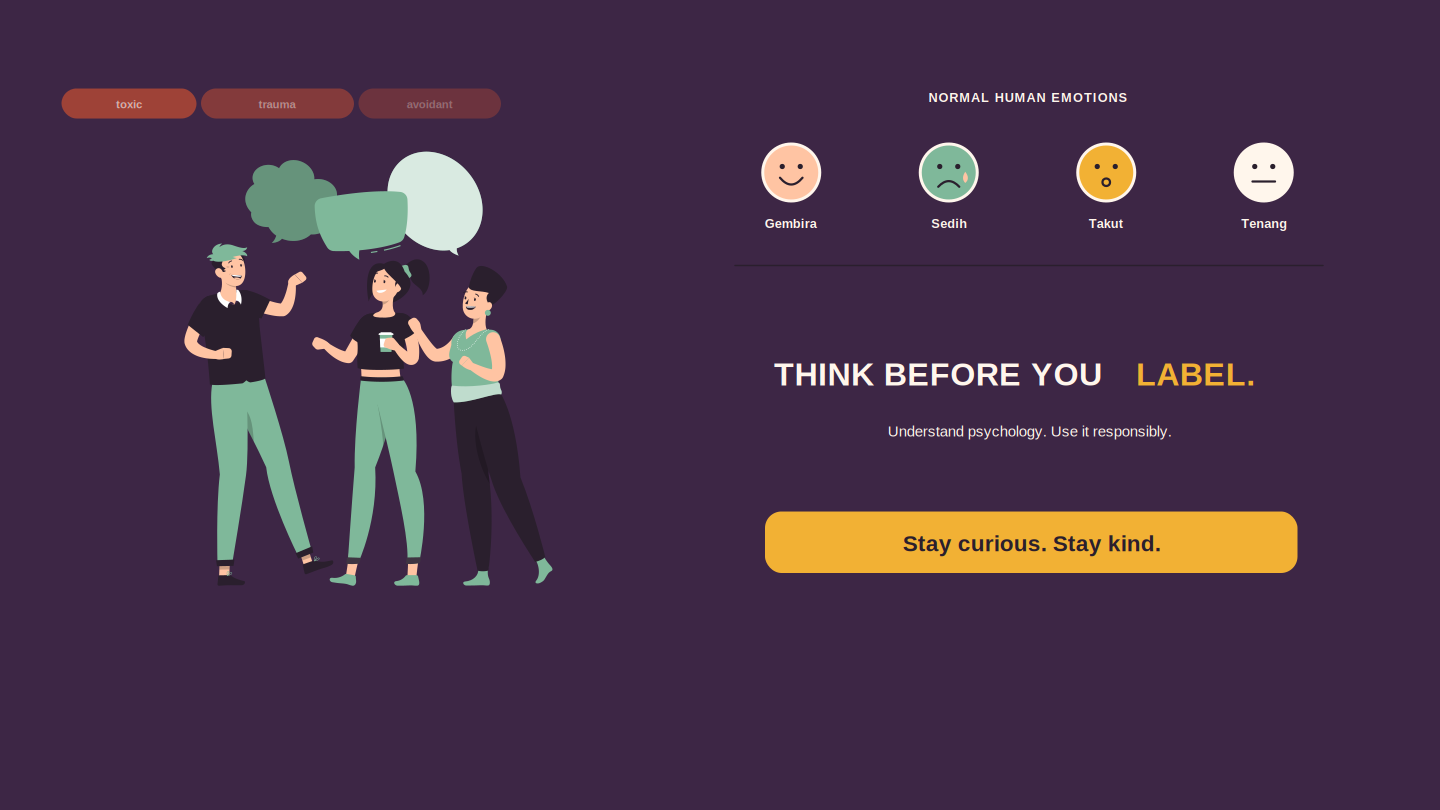 toxic
trauma
avoidant
NORMAL HUMAN EMOTIONS
Gembira
Sedih
Takut
Tenang
THINK BEFORE YOU LABEL.
Understand psychology. Use it responsibly.
Stay curious. Stay kind.